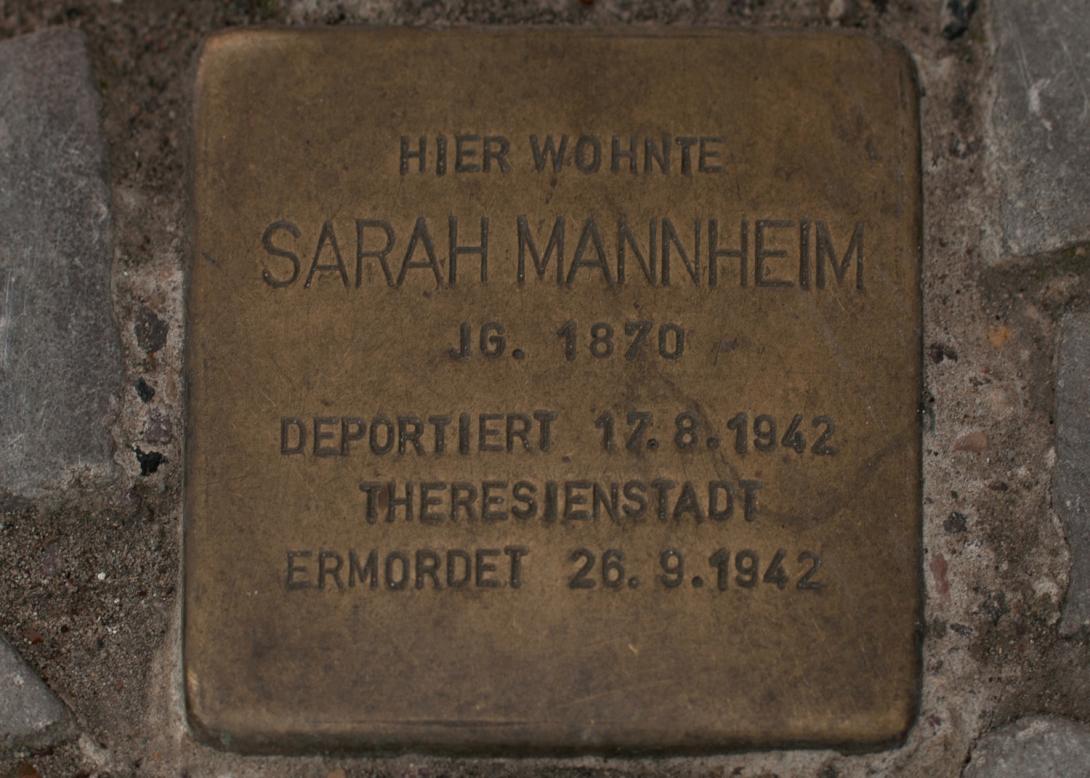 HIER WOHNTE
SARAH MANNHEIM
JG. 1870
DEPORTIERT 17.8.1942
THERESIENSTADT
ERMORDET 26.9.1942